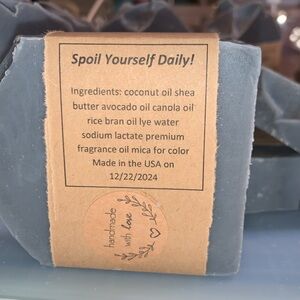 Spoil Yourself Daily!
Ingredients: coconut oil shea
butter avocado oil canola oil
rice bran oil lye water
sodium lactate premium
fragrance oil mica for color
Made in the USA on
12/22/2024
handmade
with love